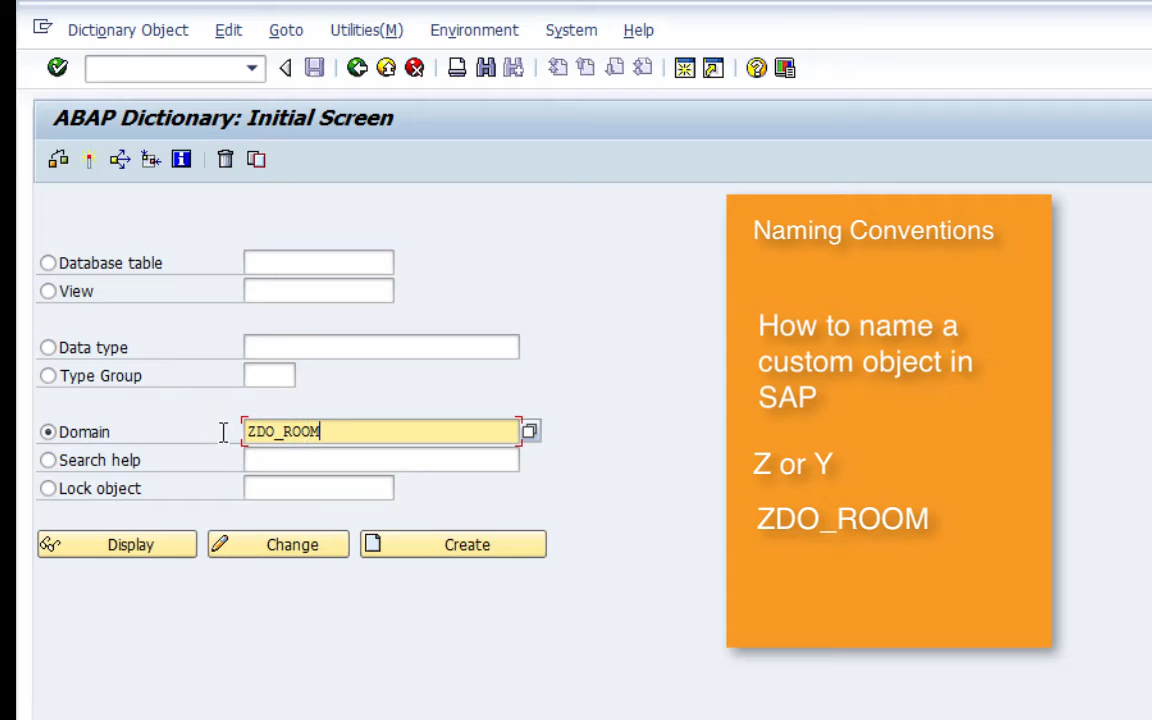 Dictionary Object Edit Goto Utilities(M) Environment System Help
ABAP Dictionary: Initial Screen
Database table
View
Data type
Type Group
Domain ZDO_ROOM
Search help
Lock object
Display Change Create
Naming Conventions
How to name a
custom object in
SAP
Z or Y
ZDO_ROOM